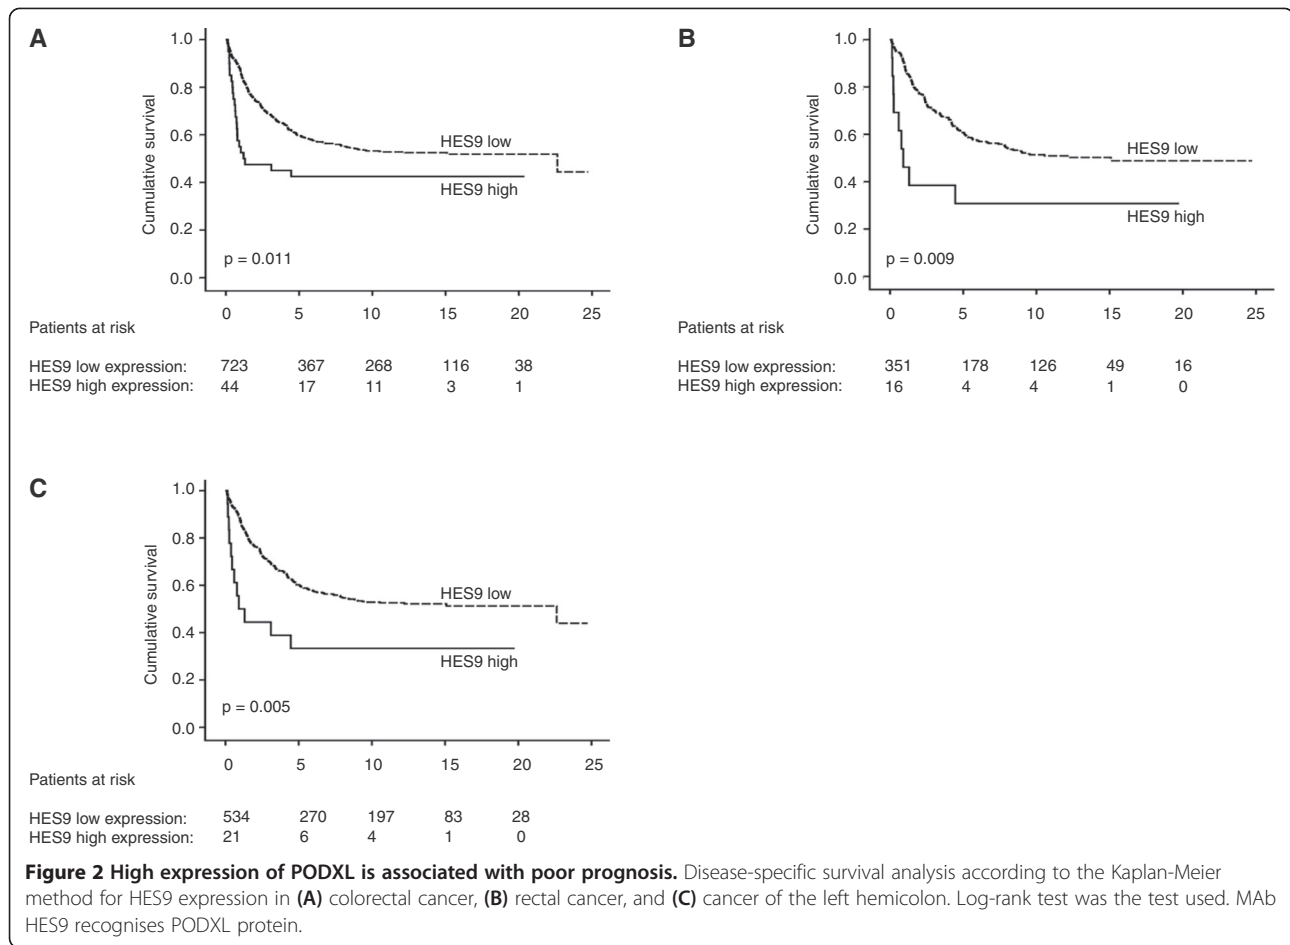 A
1.0
0.8
0.6
0.4
0.2
0.0
Cumulative survival
HES9 low
HES9 high
p = 0.011
0 5 10 15 20 25
Patients at risk
HES9 low expression: 723 367 268 116 38
HES9 high expression: 44 17 11 3 1
B
1.0
0.8
0.6
0.4
0.2
0.0
Cumulative survival
HES9 low
HES9 high
p = 0.009
0 5 10 15 20 25
Patients at risk
HES9 low expression: 351 178 126 49 16
HES9 high expression: 16 4 4 1 0
C
1.0
0.8
0.6
0.4
0.2
0.0
Cumulative survival
HES9 low
HES9 high
p = 0.005
0 5 10 15 20 25
Patients at risk
HES9 low expression: 534 270 197 83 28
HES9 high expression: 21 6 4 1 0
Figure 2 High expression of PODXL is associated with poor prognosis. Disease-specific survival analysis according to the Kaplan-Meier
method for HES9 expression in (A) colorectal cancer, (B) rectal cancer, and (C) cancer of the left hemicolon. Log-rank test was the test used. MAb
HES9 recognises PODXL protein.